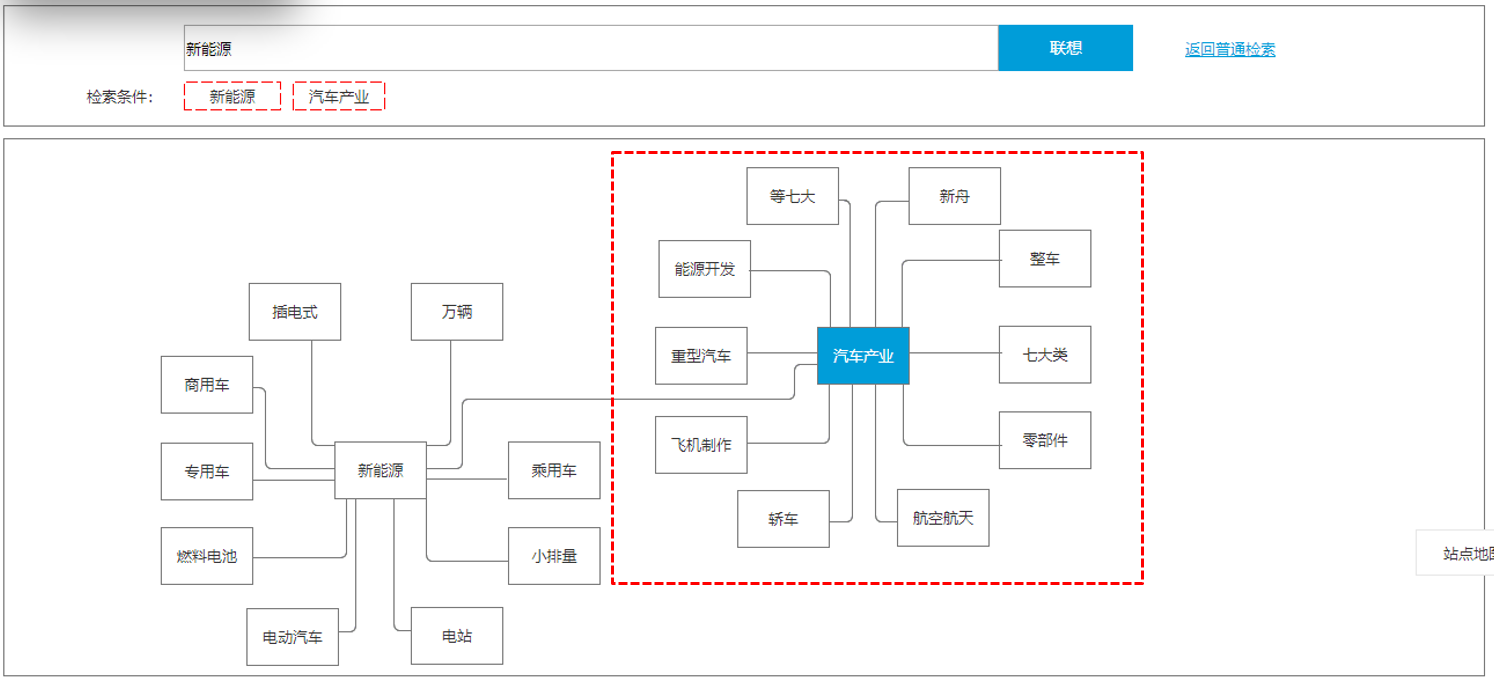 新能源
联想
返回普通检索
检索条件：
新能源
汽车产业
等七大
新舟
能源开发
整车
插电式
万辆
重型汽车
汽车产业
七大类
商用车
飞机制作
零部件
专用车
新能源
乘用车
轿车
航空航天
燃料电池
小排量
站点地
电动汽车
电站